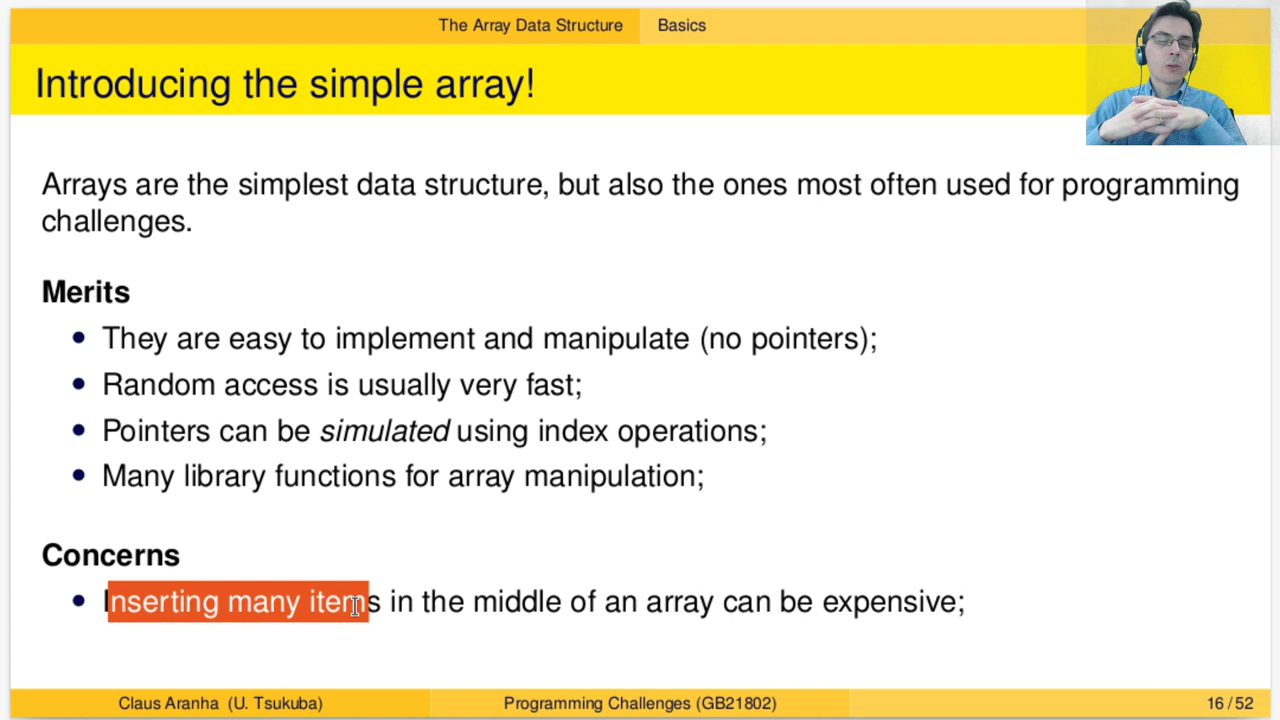 The Array Data Structure Basics
Introducing the simple array!
Arrays are the simplest data structure, but also the ones most often used for programming
challenges.
Merits
• They are easy to implement and manipulate (no pointers);
• Random access is usually very fast;
• Pointers can be simulated using index operations;
• Many library functions for array manipulation;
Concerns
• Inserting many items in the middle of an array can be expensive;
Claus Aranha (U. Tsukuba) Programming Challenges (GB21802) 16 / 52